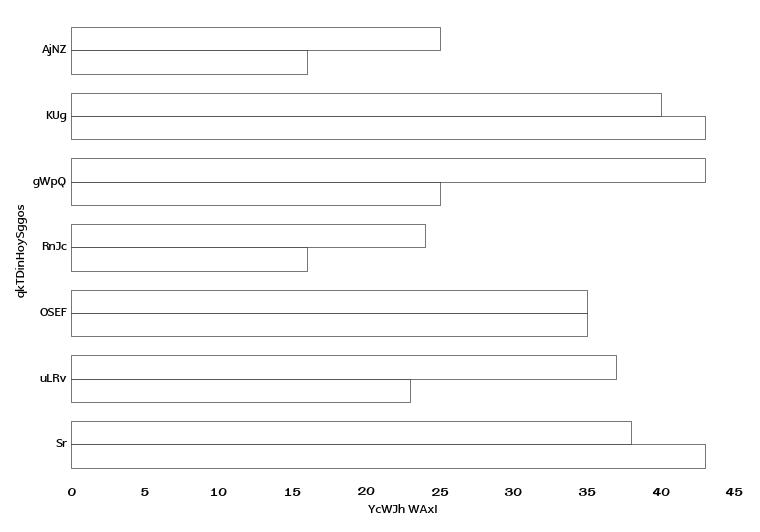 AjNZ
KUg
gWpQ
RnJc
OSEF
uLRv
Sr
qkTDinHoySggos
0 5 10 15 20 25 30 35 40 45
YcWJh WAxI